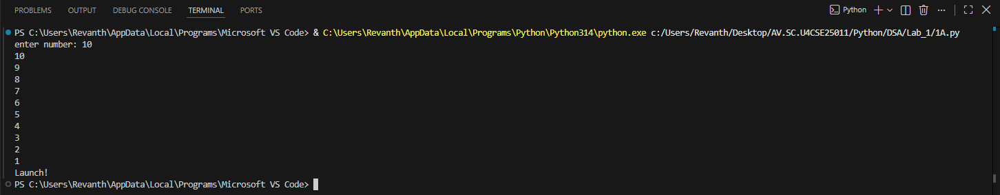 PROBLEMS OUTPUT DEBUG CONSOLE TERMINAL PORTS Python
PS C:\Users\Revanth\AppData\Local\Programs\Microsoft VS Code> & C:\Users\Revanth\AppData\Local\Programs\Python\Python314\python.exe c:/Users/Revanth/Desktop/AV.SC.U4CSE25011/Python/DSA/Lab_1/1A.py
enter number: 10
10
9
8
7
6
5
4
3
2
1
Launch!
PS C:\Users\Revanth\AppData\Local\Programs\Microsoft VS Code>